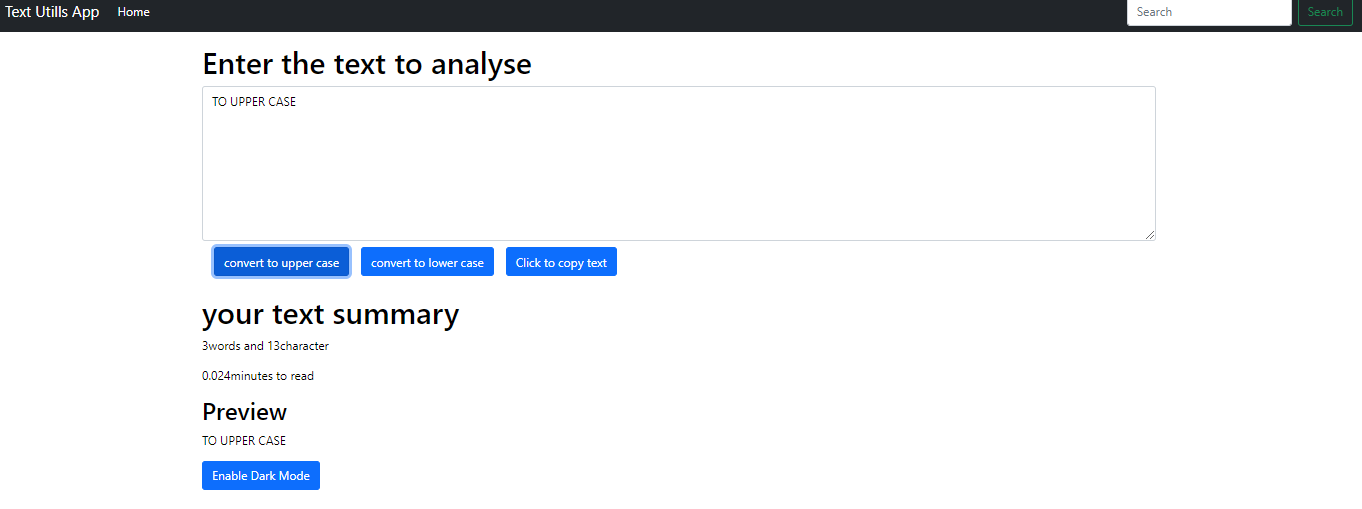 Text Utills App Home Search Search
Enter the text to analyse
TO UPPER CASE
convert to upper case convert to lower case Click to copy text
your text summary
3words and 13character
0.024minutes to read
Preview
TO UPPER CASE
Enable Dark Mode